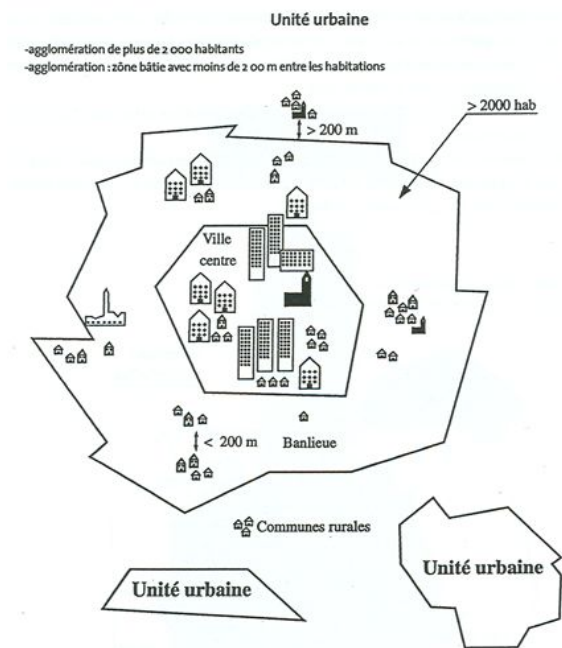 Unité urbaine
-agglomération de plus de 2 000 habitants
-agglomération : zône bâtie avec moins de 2 00 m entre les habitations
> 2000 hab
> 200 m
Ville
centre
< 200 m
Banlieue
Communes rurales
Unité urbaine
Unité urbaine